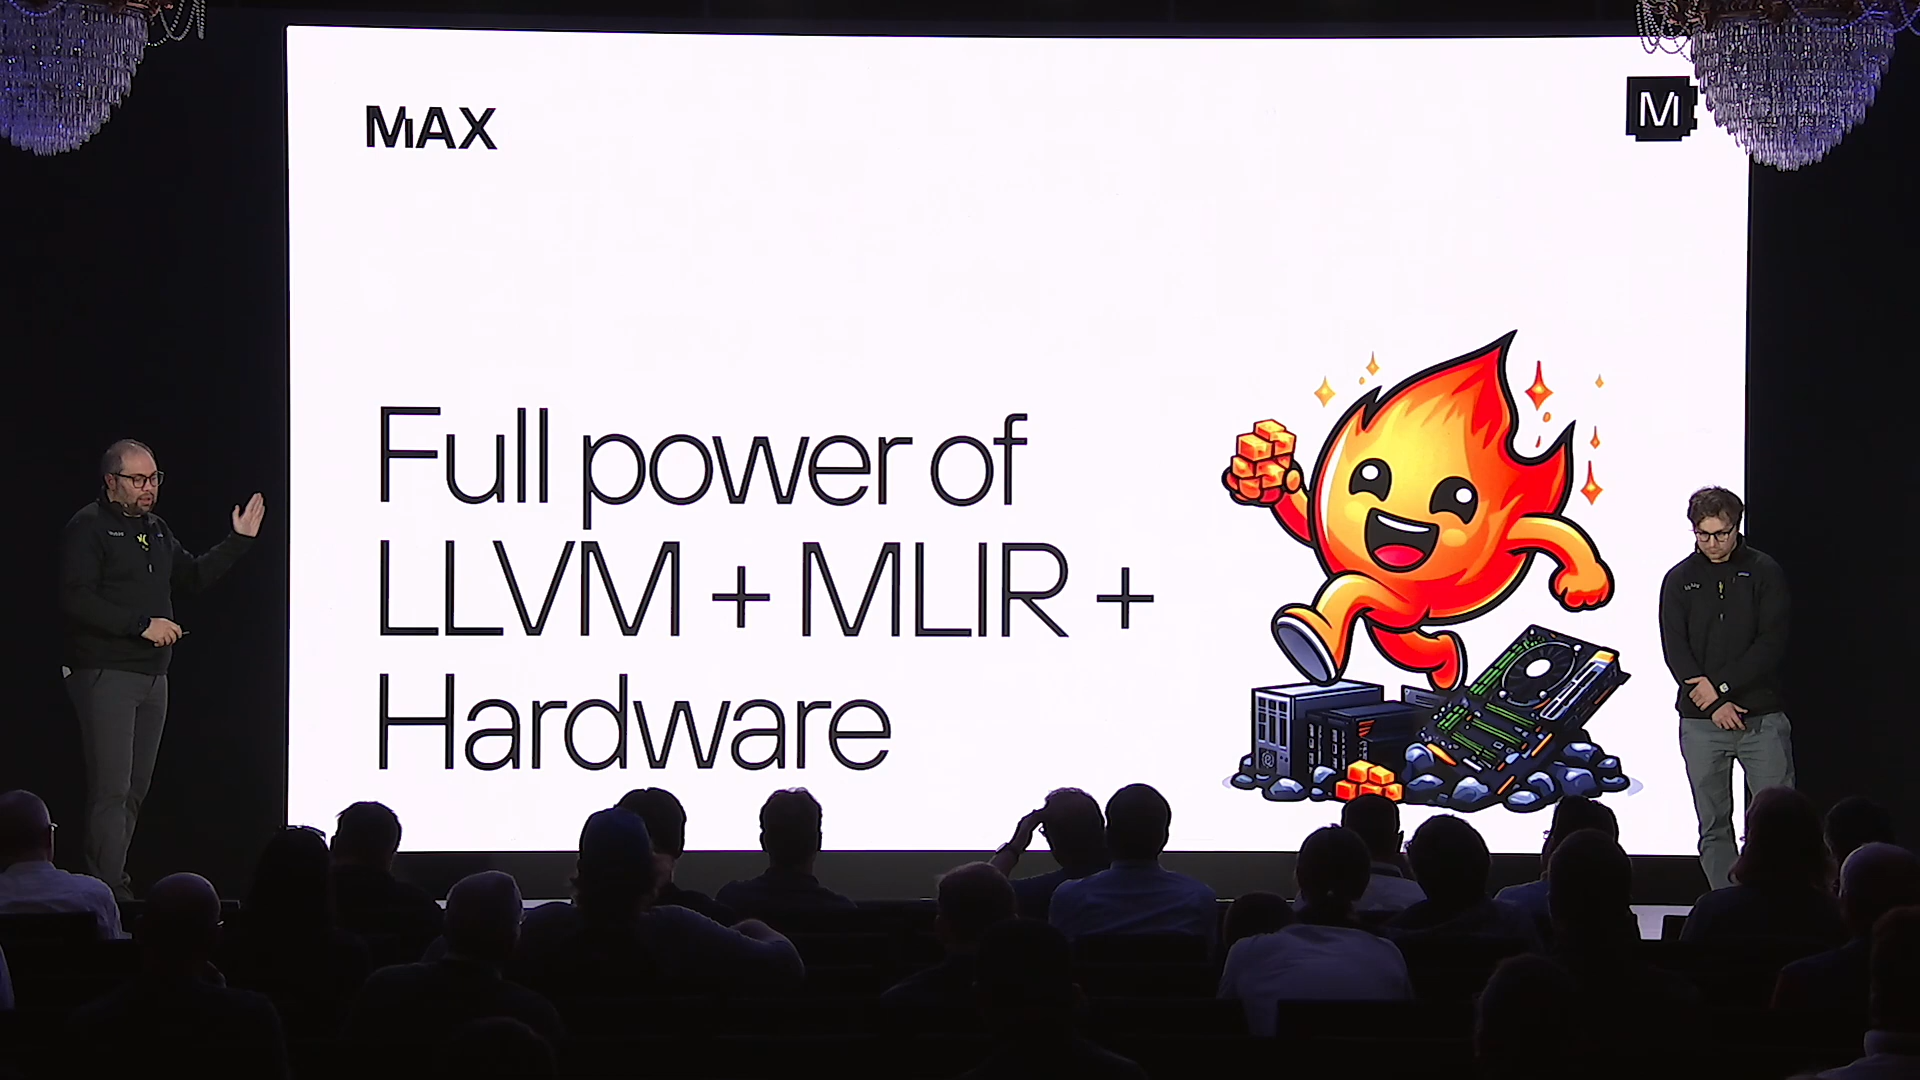 MAX
M
Full power of
LLVM + MLIR +
Hardware